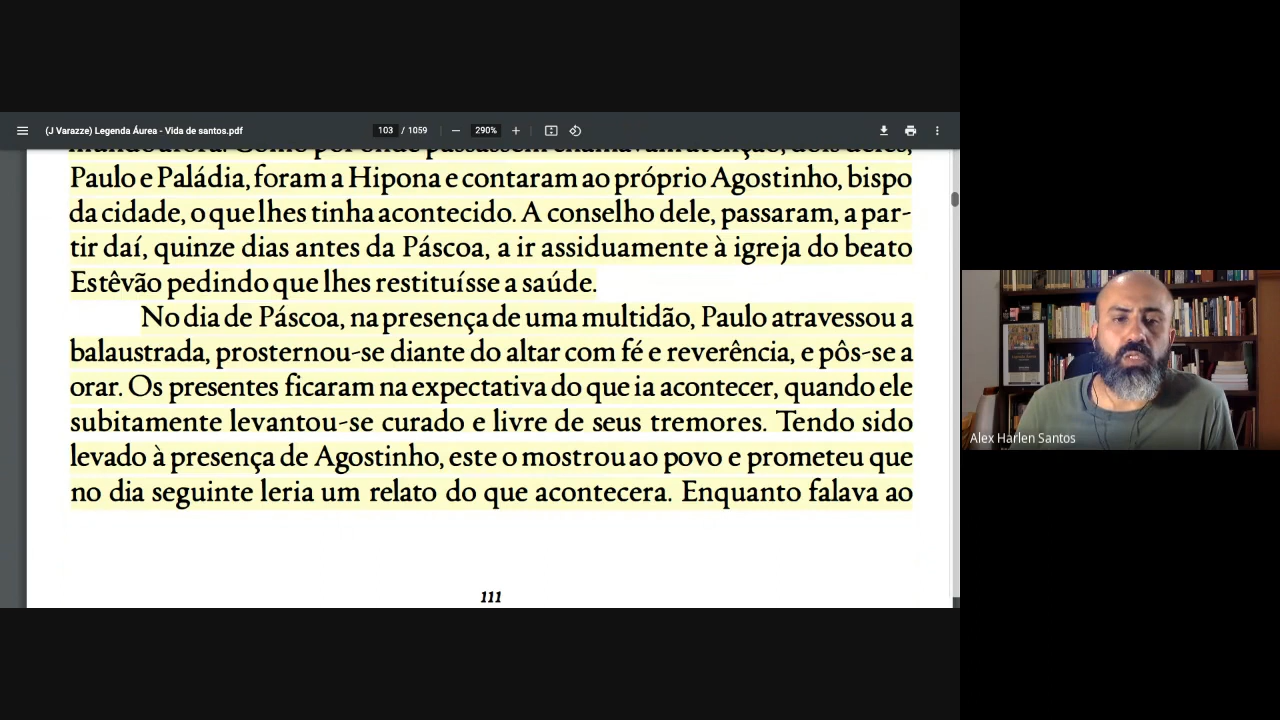 (J Varazze) Legenda Áurea - Vida de santos.pdf
103 / 1059
290%
Paulo e Paládia, foram a Hipona e contaram ao próprio Agostinho, bispo
da cidade, o que lhes tinha acontecido. A conselho dele, passaram, a par-
tir daí, quinze dias antes da Páscoa, a ir assiduamente à igreja do beato
Estêvão pedindo que lhes restituísse a saúde.
No dia de Páscoa, na presença de uma multidão, Paulo atravessou a
balaustrada, prosternou-se diante do altar com fé e reverência, e pôs-se a
orar. Os presentes ficaram na expectativa do que ia acontecer, quando ele
subitamente levantou-se curado e livre de seus tremores. Tendo sido
levado à presença de Agostinho, este o mostrou ao povo e prometeu que
no dia seguinte leria um relato do que acontecera. Enquanto falava ao
111
Alex Harlen Santos